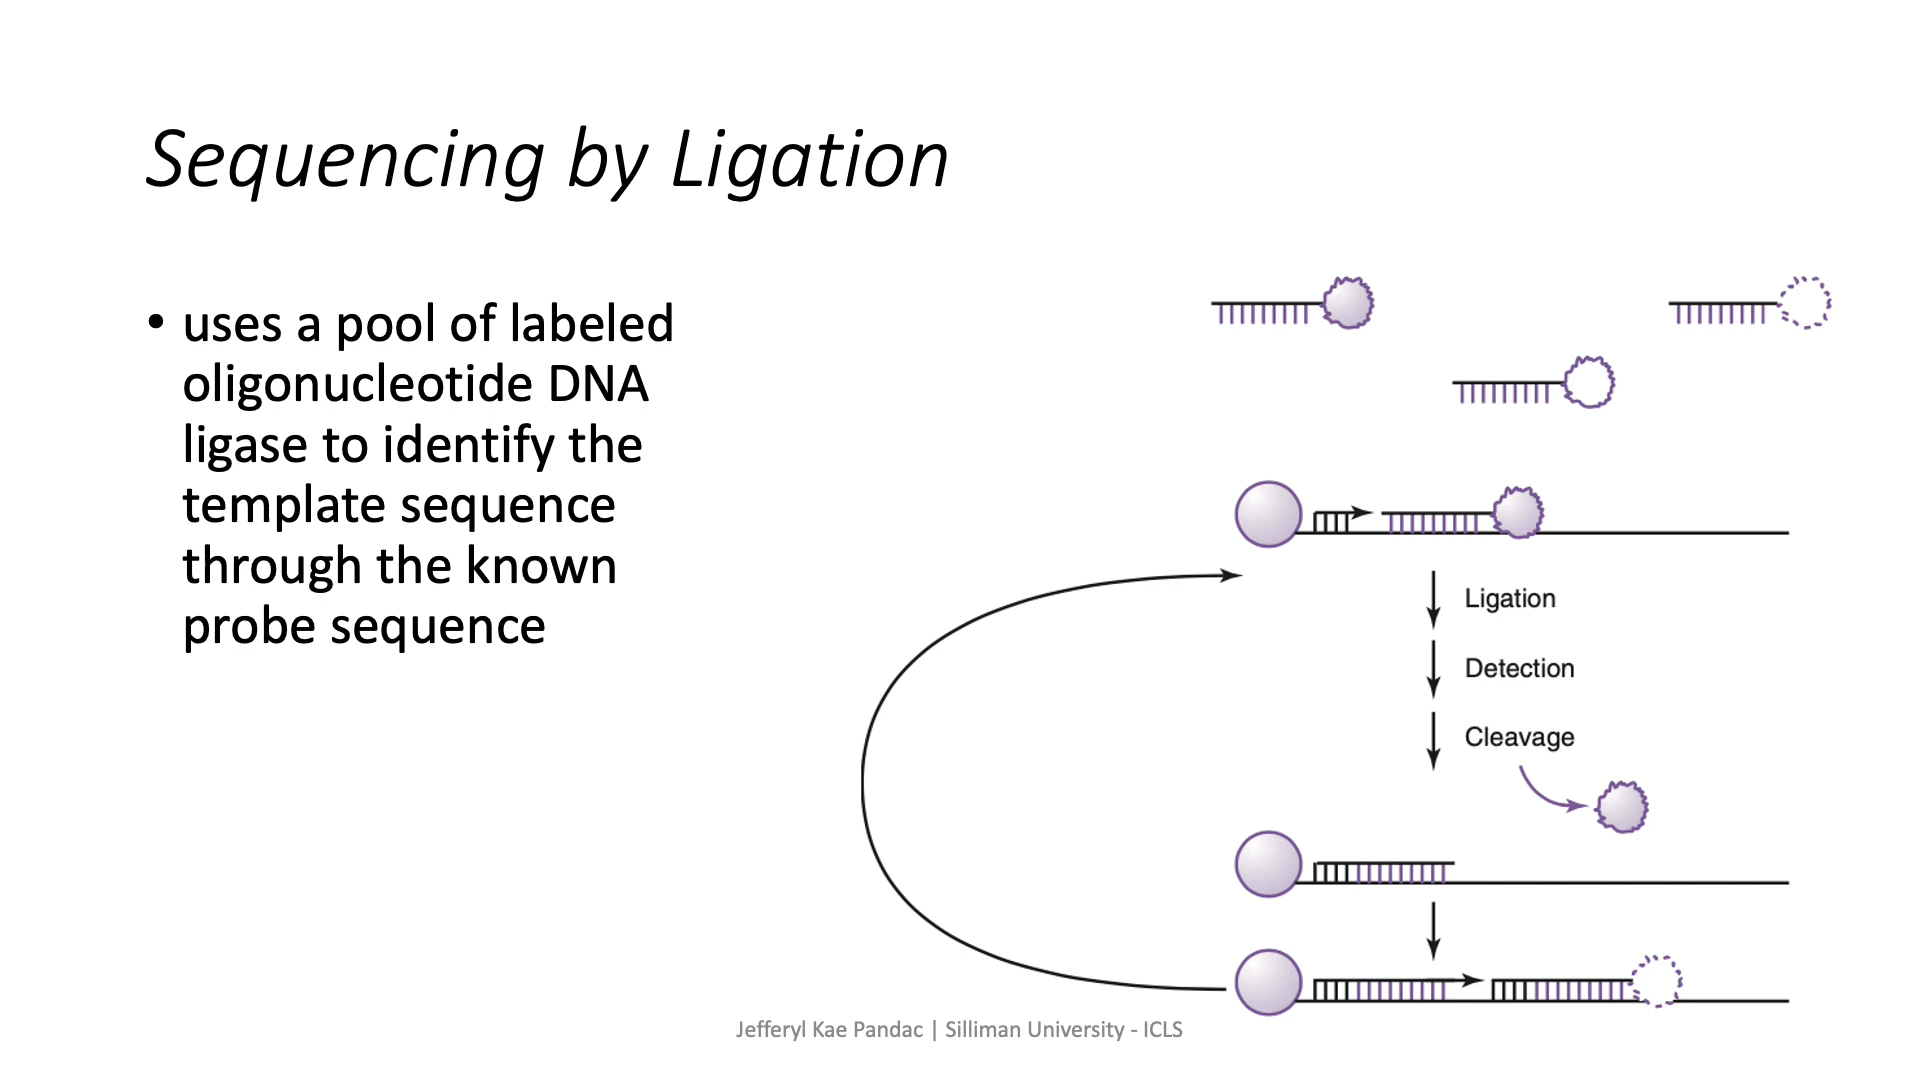 Sequencing by Ligation
• uses a pool of labeled
oligonucleotide DNA
ligase to identify the
template sequence
through the known
probe sequence
Ligation
Detection
Cleavage
Jefferyl Kae Pandac | Silliman University - ICLS